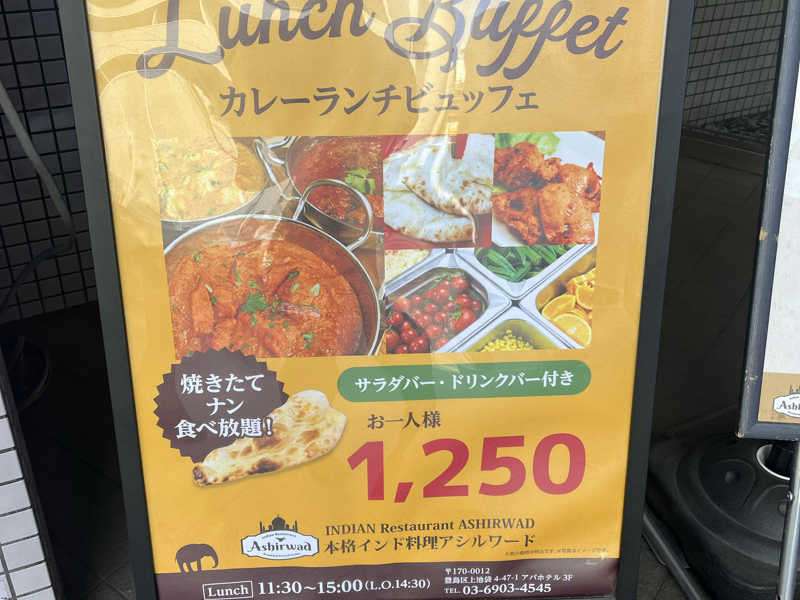 Lunch Buffet
カレーランチビュッフェ
焼きたて
ナン
食べ放題!
サラダバー・ドリンクバー付き
お一人様
1,250
Indian Restaurant
Ashirwad
INDIAN Restaurant ASHIRWAD
本格インド料理アシルワード
Lunch 11:30〜15:00(L.O.14:30)
〒170-0012
豊島区上池袋 4-47-1 アパホテル 3F
TEL. 03-6903-4545